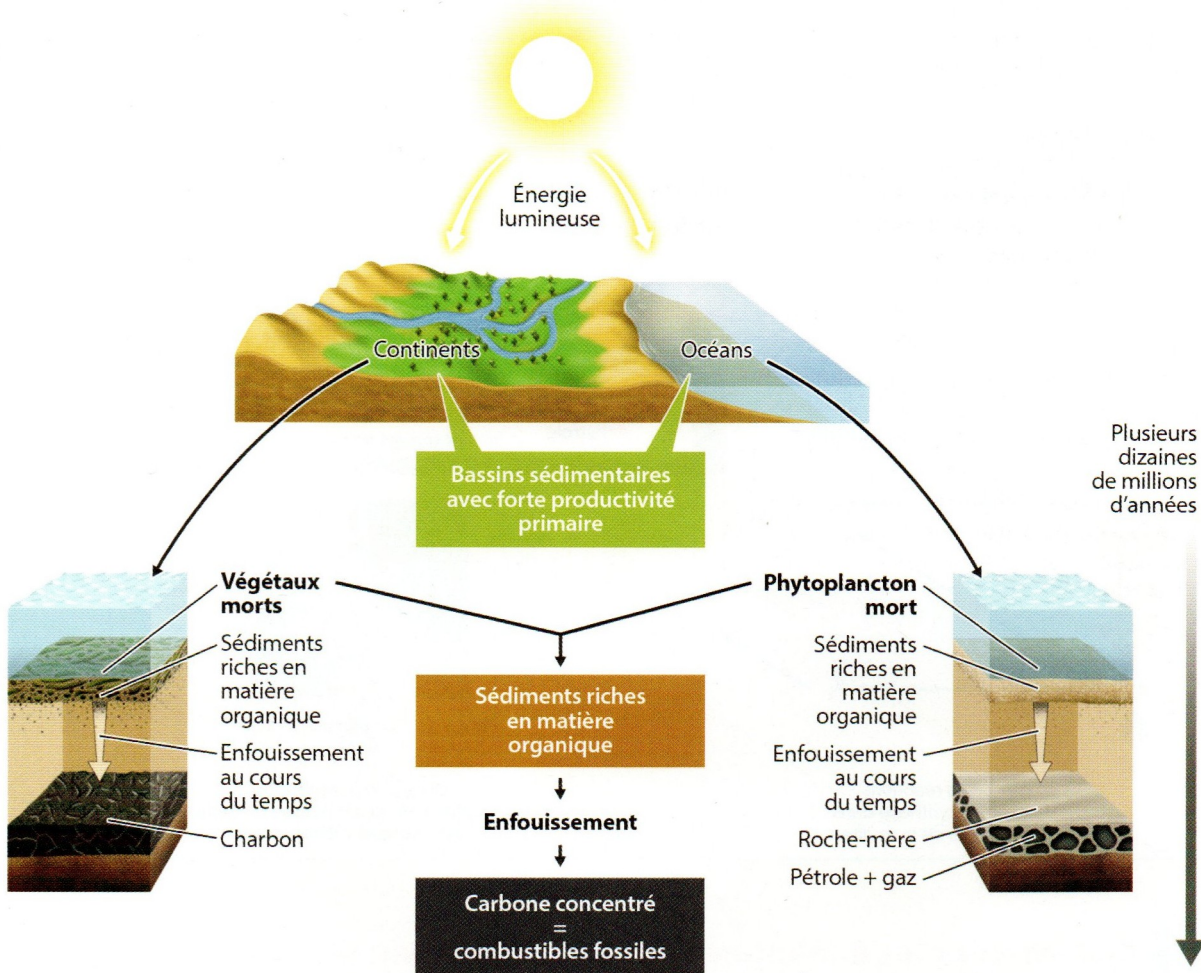 Énergie
lumineuse
Continents
Océans
Bassins sédimentaires
avec forte productivité
primaire
Plusieurs
dizaines
de millions
d'années
Végétaux
morts
Sédiments
riches en
matière
organique
Enfouissement
au cours
du temps
Charbon
Sédiments riches
en matière
organique
Enfouissement
Carbone concentré
=
combustibles fossiles
Phytoplancton
mort
Sédiments
riches en
matière
organique
Enfouissement
au cours
du temps
Roche-mère
Pétrole + gaz